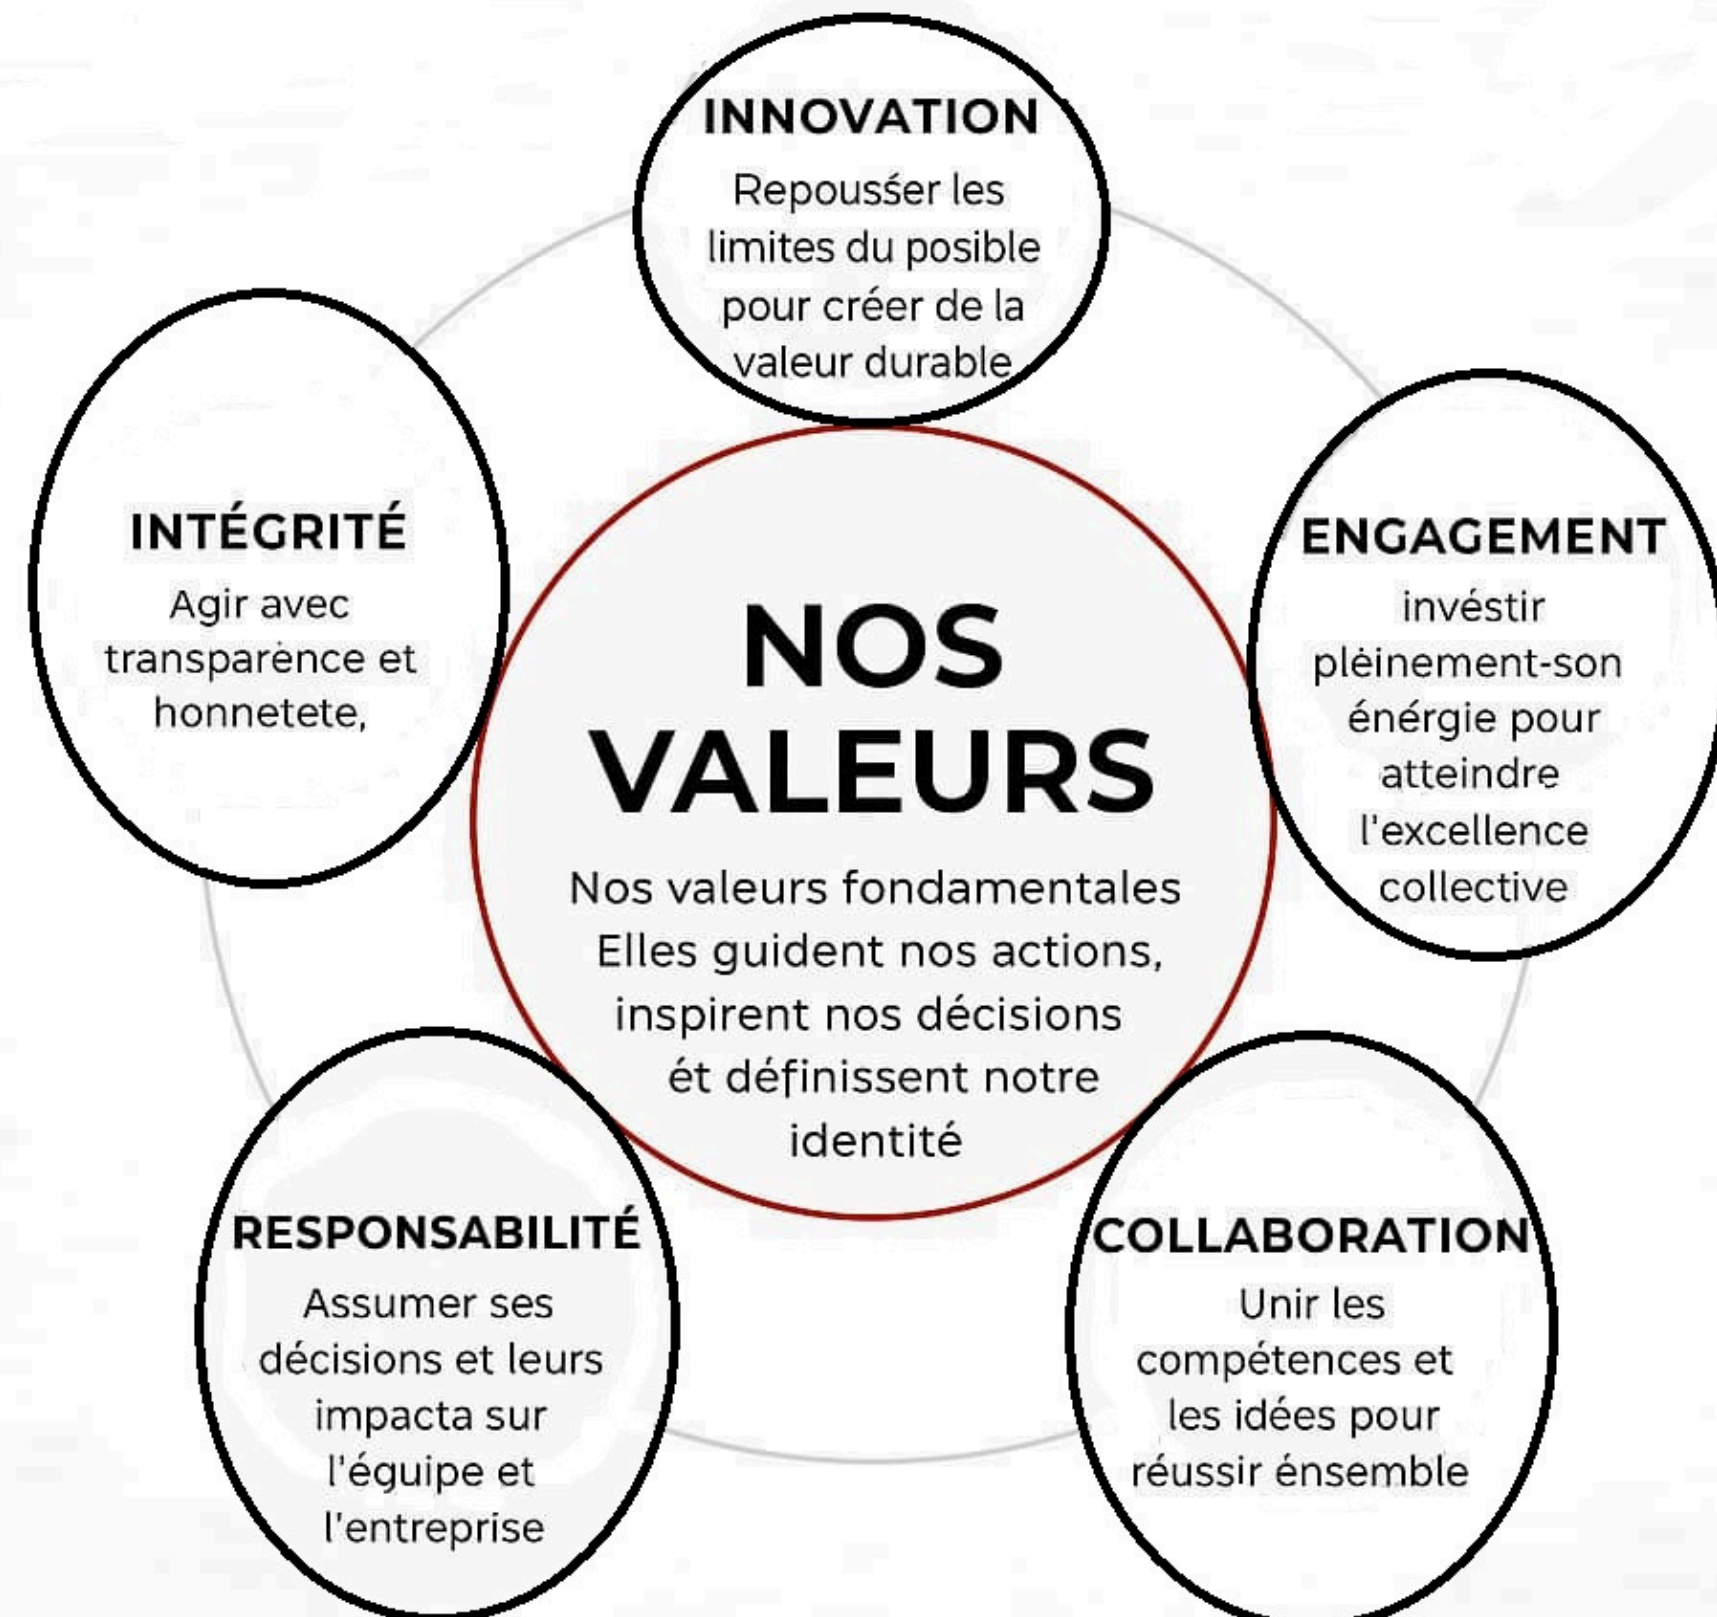 INNOVATION
Repousśer les
limites du posible
pour créer de la
valeur durable
INTÉGRITÉ
Agir avec
transparènce et
honnetete,
ENGAGEMENT
invéstir
plėinement-son
énérgie pour
atteindre
l'excellence
collective
NOS
VALEURS
Nos valeurs fondamentales
Elles guident nos actions,
inspirent nos décisions
ét définissent notre
identité
RESPONSABILITÉ
Assumer ses
décisions et leurs
impacta sur
l'éguipe et
l'entreprise
COLLABORATION
Unir les
compétences et
les idées pour
réussir énsemble